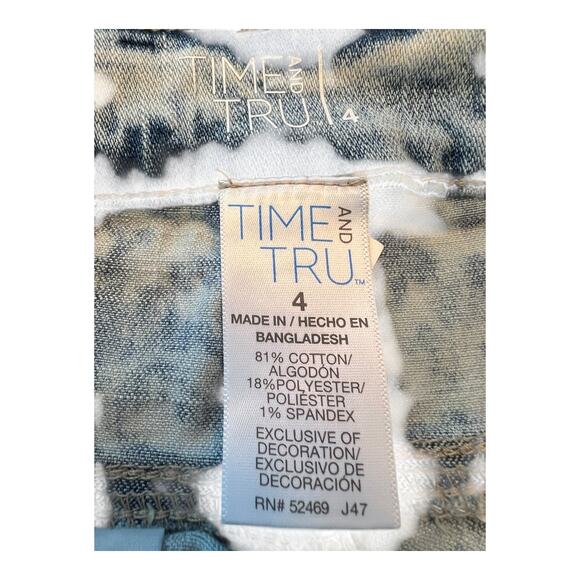 TIME AND
TRU
4
TIME AND
TRU™
4
MADE IN / HECHO EN
BANGLADESH
81% COTTON/
ALGODÓN
18%POLYESTER/
POLIÉSTER
1% SPANDEX
EXCLUSIVE OF
DECORATION/
EXCLUSIVO DE
DECORACIÓN
RN# 52469 J47